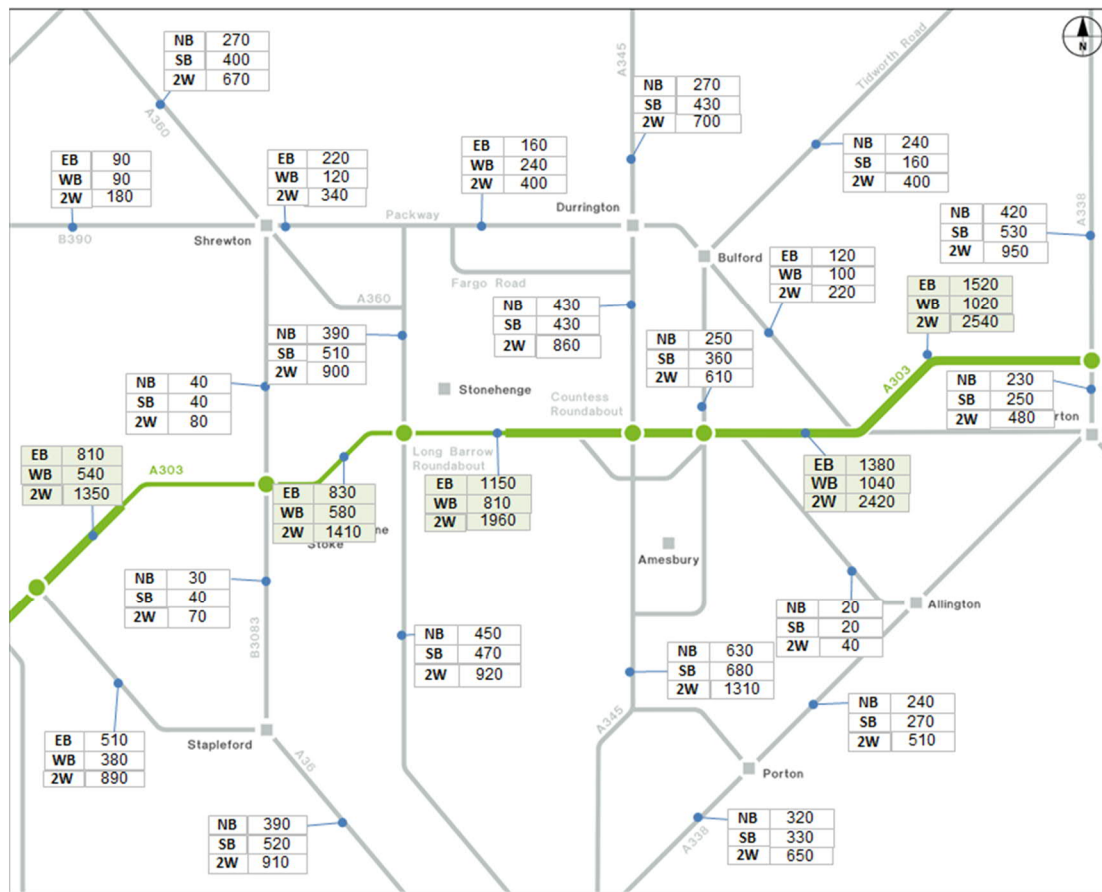 N
NB 270
SB 400
2W 670
A360
A345
NB 270
SB 430
2W 700
Tidworth Road
NB 240
SB 160
2W 400
A338
NB 420
SB 530
2W 950
EB 90
WB 90
2W 180
B390
EB 220
WB 120
2W 340
Shrewton
Packway
EB 160
WB 240
2W 400
Durrington
Bulford
Fargo Road
A360
EB 120
WB 100
2W 220
EB 1520
WB 1020
2W 2540
A303
NB 390
SB 510
2W 900
NB 430
SB 430
2W 860
NB 250
SB 360
2W 610
NB 40
SB 40
2W 80
Stonehenge
Countess
Roundabout
NB 230
SB 250
2W 480
erton
Long Barrow
Roundabout
EB 810
WB 540
2W 1350
A303
EB 830
WB 580
2W 1410
ne
Stoke
EB 1150
WB 810
2W 1960
EB 1380
WB 1040
2W 2420
Amesbury
NB 30
SB 40
2W 70
B3083
NB 450
SB 470
2W 920
NB 20
SB 20
2W 40
Allington
NB 630
SB 680
2W 1310
A345
NB 240
SB 270
2W 510
Stapleford
EB 510
WB 380
2W 890
A36
Porton
NB 390
SB 520
2W 910
NB 320
SB 330
2W 650
A338